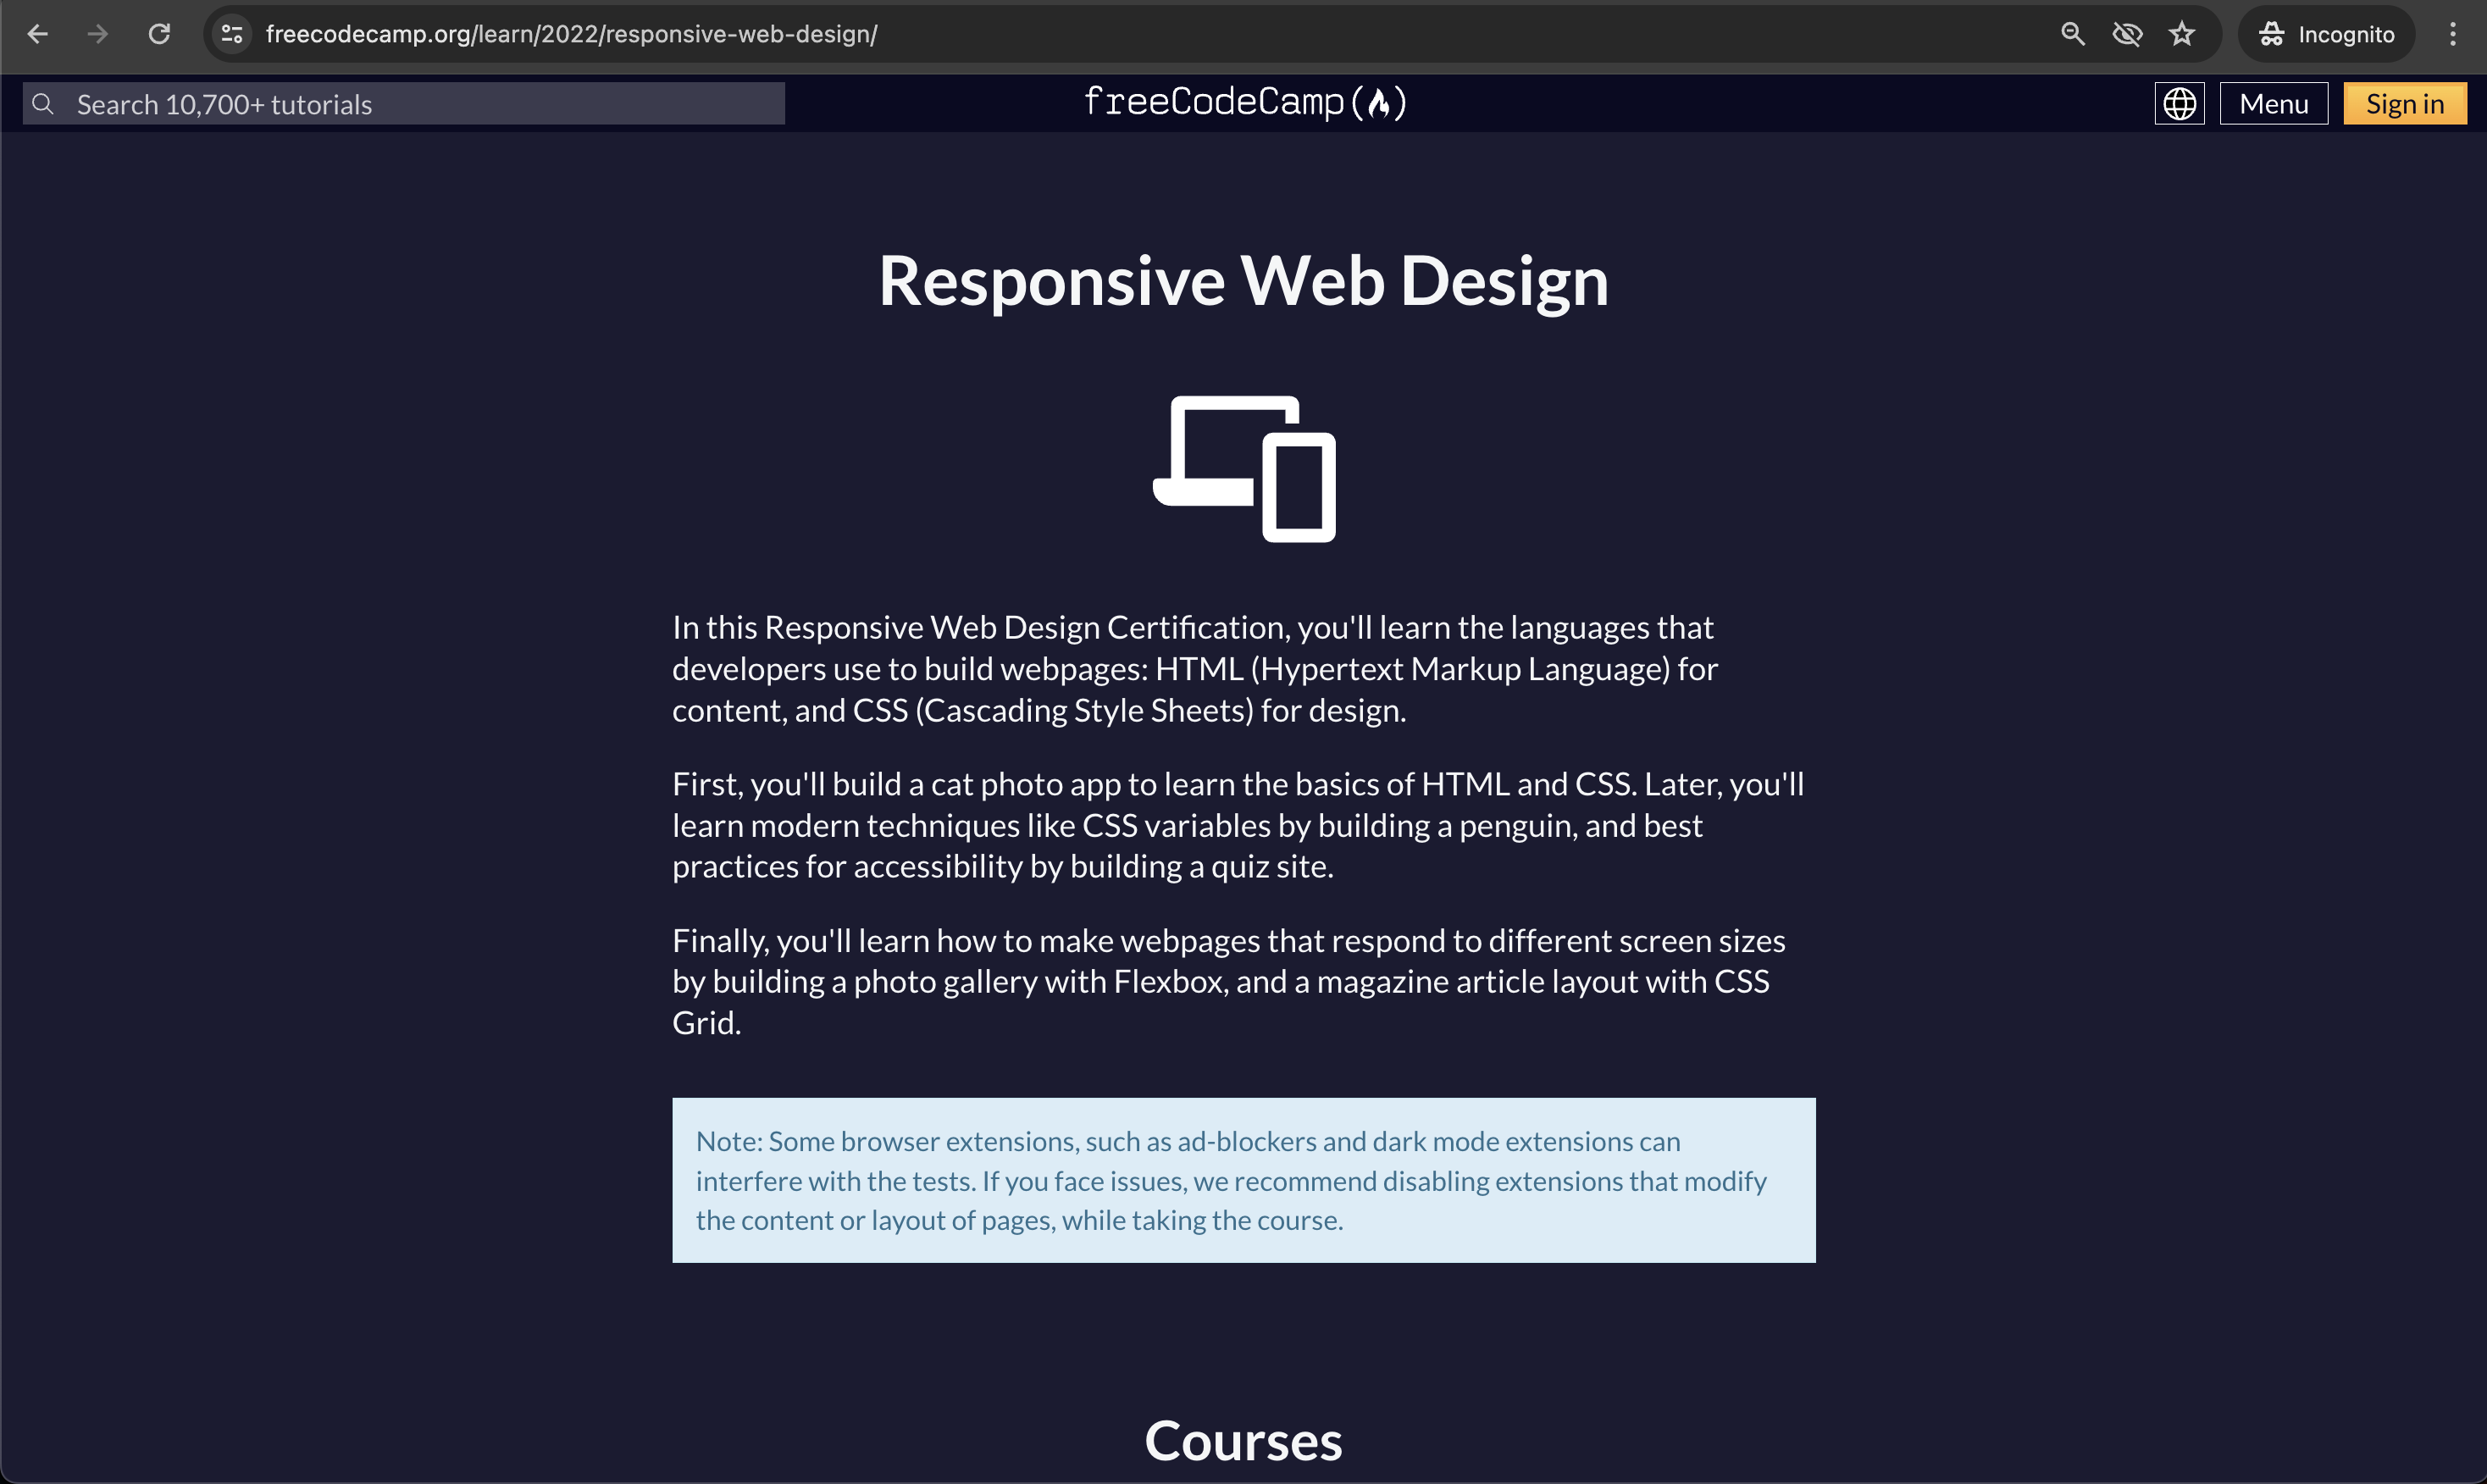 freecodecamp.org/learn/2022/responsive-web-design/
Incognito
Search 10,700+ tutorials
freeCodeCamp
Menu
Sign in
Responsive Web Design
In this Responsive Web Design Certification, you'll learn the languages that
developers use to build webpages: HTML (Hypertext Markup Language) for
content, and CSS (Cascading Style Sheets) for design.
First, you'll build a cat photo app to learn the basics of HTML and CSS. Later, you'll
learn modern techniques like CSS variables by building a penguin, and best
practices for accessibility by building a quiz site.
Finally, you'll learn how to make webpages that respond to different screen sizes
by building a photo gallery with Flexbox, and a magazine article layout with CSS
Grid.
Note: Some browser extensions, such as ad-blockers and dark mode extensions can
interfere with the tests. If you face issues, we recommend disabling extensions that modify
the content or layout of pages, while taking the course.
Courses